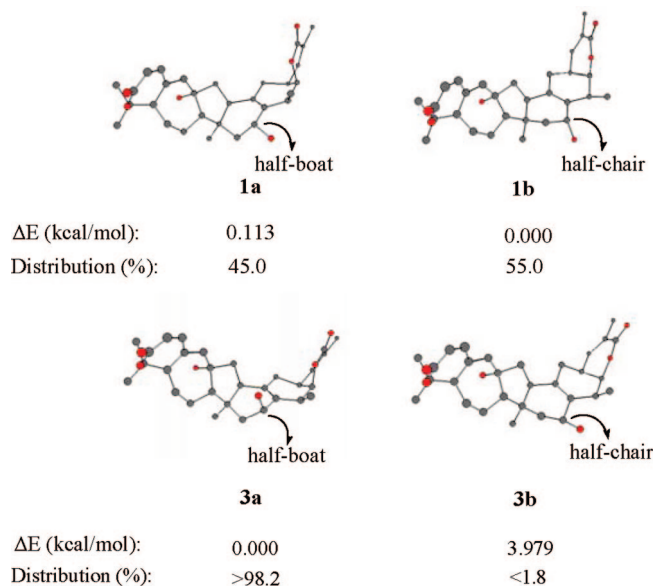 half-boat
half-chair
1a
1b
ΔE (kcal/mol): 0.113 0.000
Distribution (%): 45.0 55.0
half-boat
half-chair
3a
3b
ΔE (kcal/mol): 0.000 3.979
Distribution (%): >98.2 <1.8